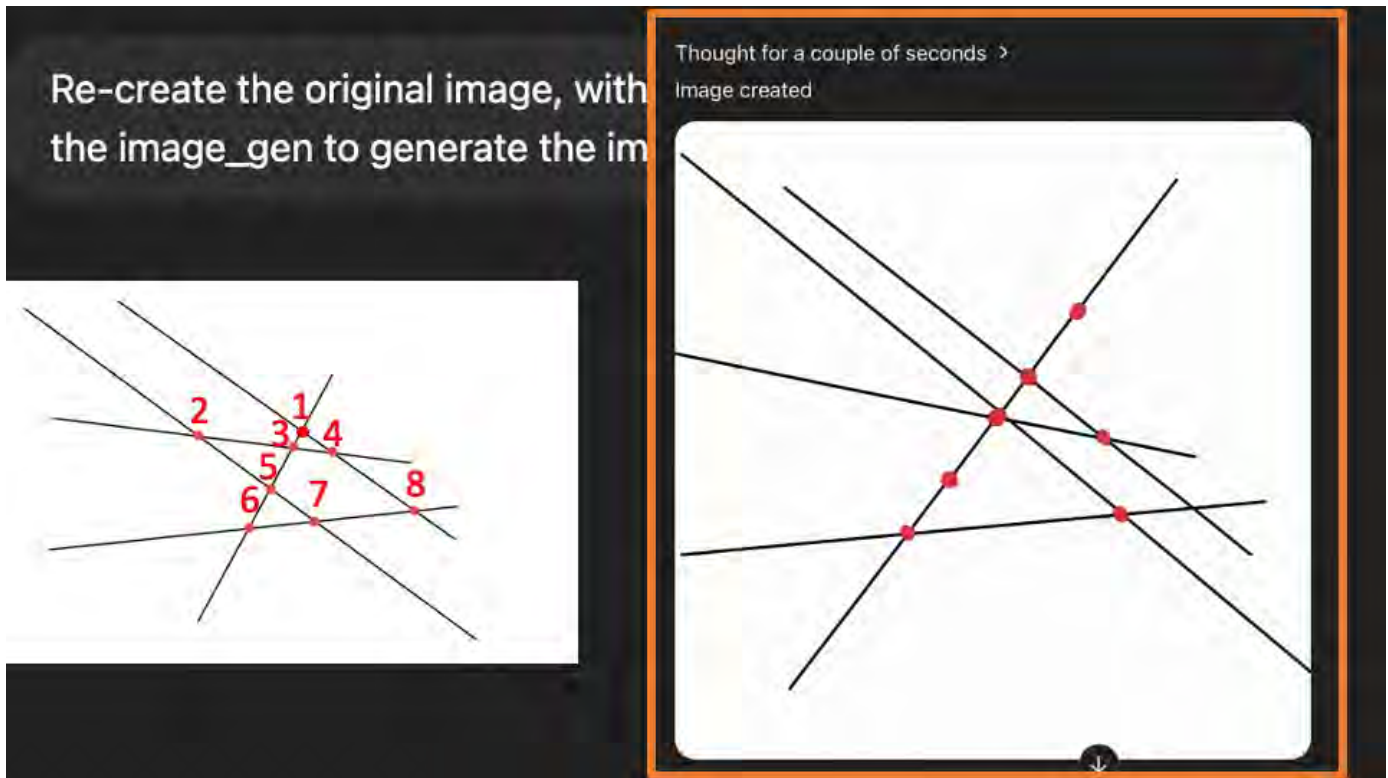 Re-create the original image, with
the image_gen to generate the im
Thought for a couple of seconds >
Image created
1
2
3
4
5
6
7
8